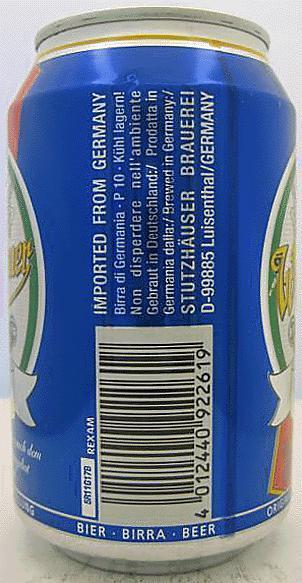 IMPORTED FROM GERMANY
Birra di Germania · P 10 · Kühl lagern!
Non disperdere nell'ambiente
Gebraut in Deutschland:/ Prodatta in
Germania dalla:/ Brewed in Germany:/
STUTZHÄUSER BRAUEREI
D-99885 Luisenthal/GERMANY
REXAM
4 012440 922619
BIER · BIRRA · BEER